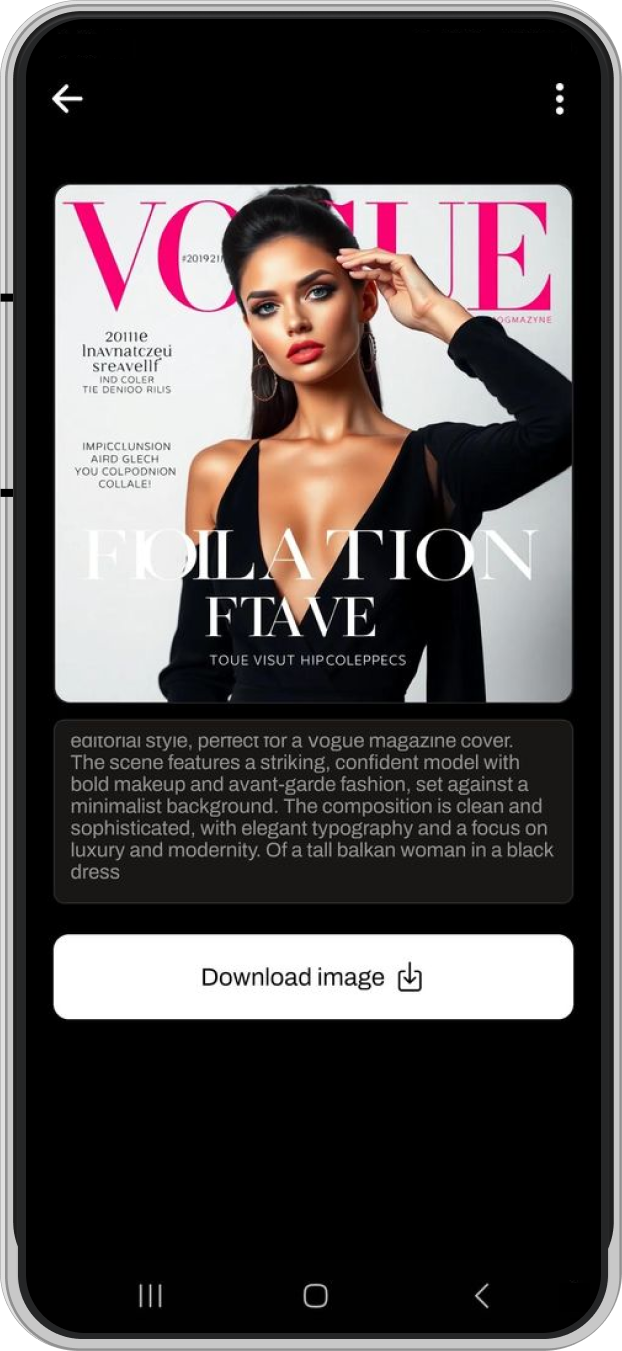 VOGUE
#201921
OGMAZYNE
20111e
lnavnatczeu
sreavellf
IND COLER
TIE DENIOO RILIS
IMPICCLUNSION
AIRD GLECH
YOU COLPODNION
COLLALE!
FIOILATION
FTAVE
TOUE VISUT HIPCOLEPPECS
editorial style, perfect for a Vogue magazine cover.
The scene features a striking, confident model with
bold makeup and avant-garde fashion, set against a
minimalist background. The composition is clean and
sophisticated, with elegant typography and a focus on
luxury and modernity. Of a tall balkan woman in a black
dress
Download image